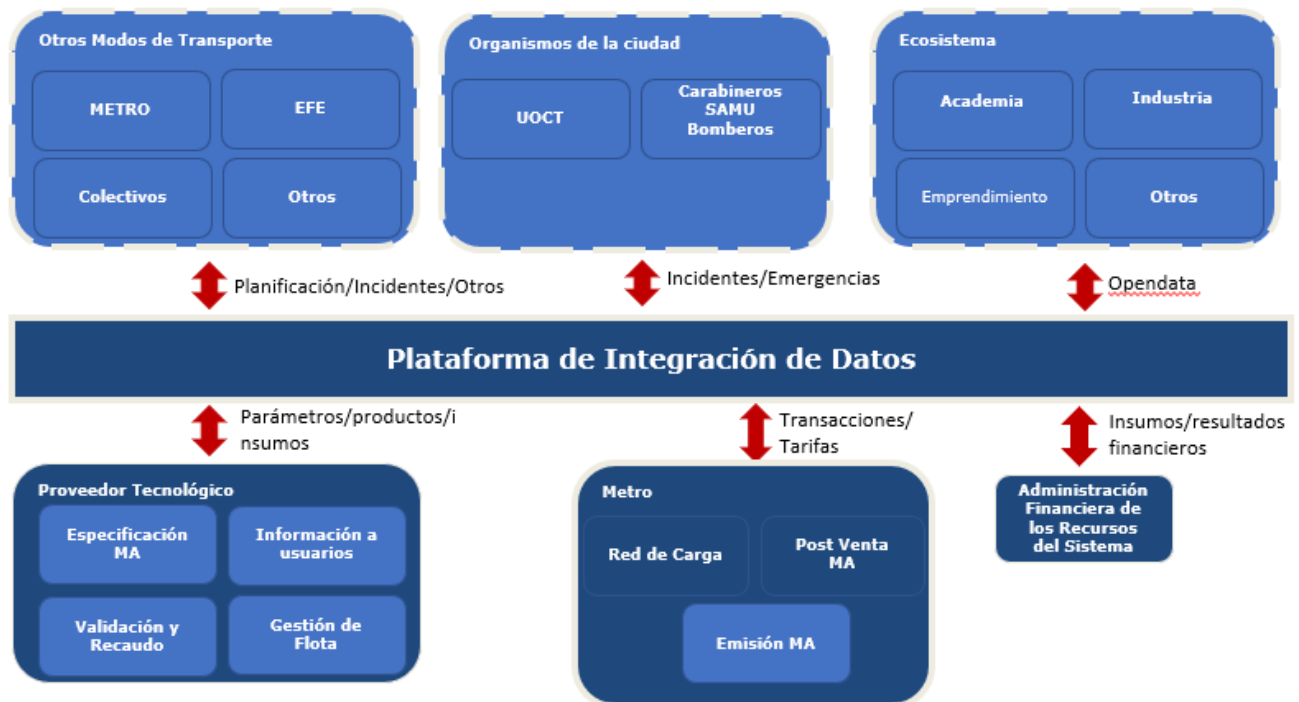 Otros Modos de Transporte
METRO
EFE
Colectivos
Otros
Organismos de la ciudad
UOCT
Carabineros
SAMU
Bomberos
Ecosistema
Academia
Industria
Emprendimiento
Otros
Planificación/Incidentes/Otros
Incidentes/Emergencias
Opendata
Plataforma de Integración de Datos
Parámetros/productos/i
nsumos
Transacciones/
Tarifas
Insumos/resultados
financieros
Proveedor Tecnológico
Especificación
MA
Información a
usuarios
Validación y
Recaudo
Gestión de
Flota
Metro
Red de Carga
Post Venta
MA
Emisión MA
Administración
Financiera de
los Recursos
del Sistema